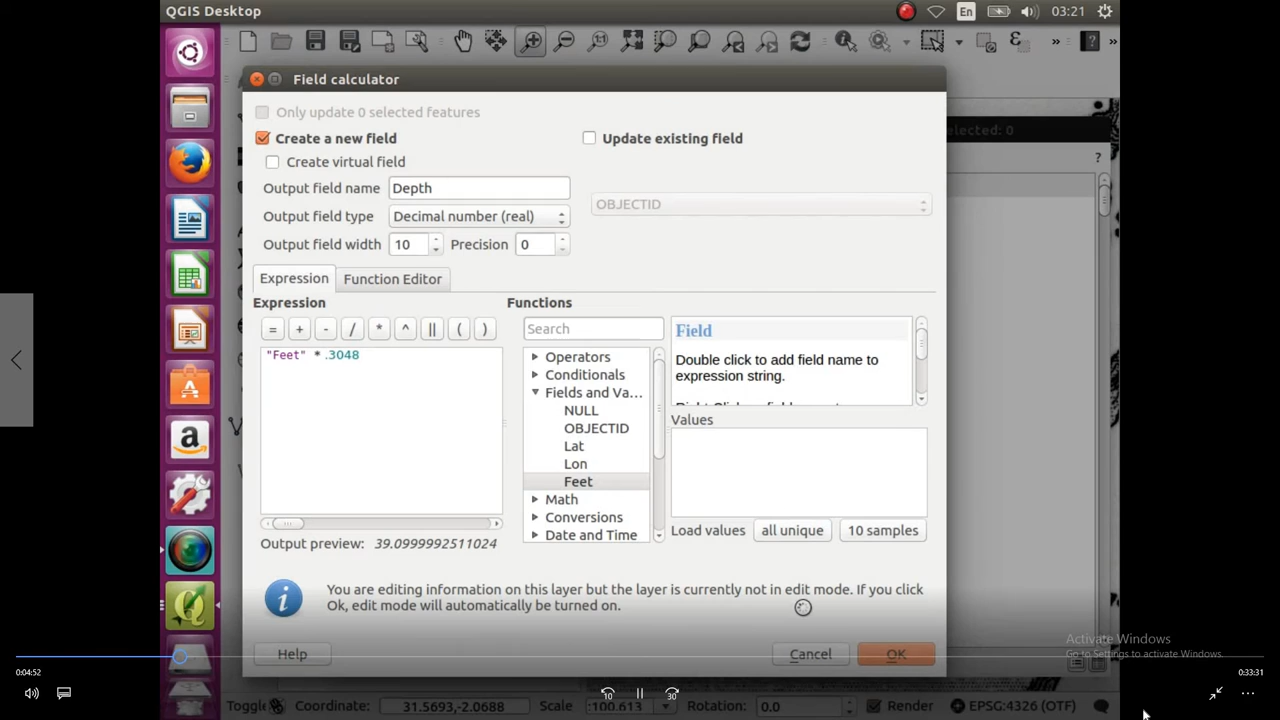 QGIS Desktop
En
03:21
Field calculator
Only update 0 selected features
Create a new field
Update existing field
elected: 0
?
Create virtual field
Output field name
Depth
OBJECTID
Output field type
Decimal number (real)
Output field width
10
Precision
0
Expression
Function Editor
Expression
Functions
= + - / * ^ || ( )
Search
Field
"Feet" * .3048
Operators
Double click to add field name to
expression string.
Conditionals
Fields and Va...
NULL
OBJECTID
Values
Lat
Lon
Feet
Math
Conversions
Date and Time
Load values
all unique
10 samples
Output preview:
39.0999992511024
You are editing information on this layer but the layer is currently not in edit mode. If you click
Ok, edit mode will automatically be turned on.
Activate Windows
Go to Settings to activate Windows.
Help
Cancel
OK
0:04:52
0:33:31
10
30
Toggle
Coordinate:
31.5693,-2.0688
Scale
:100.613
Rotation:
0.0
Render
EPSG:4326 (OTF)